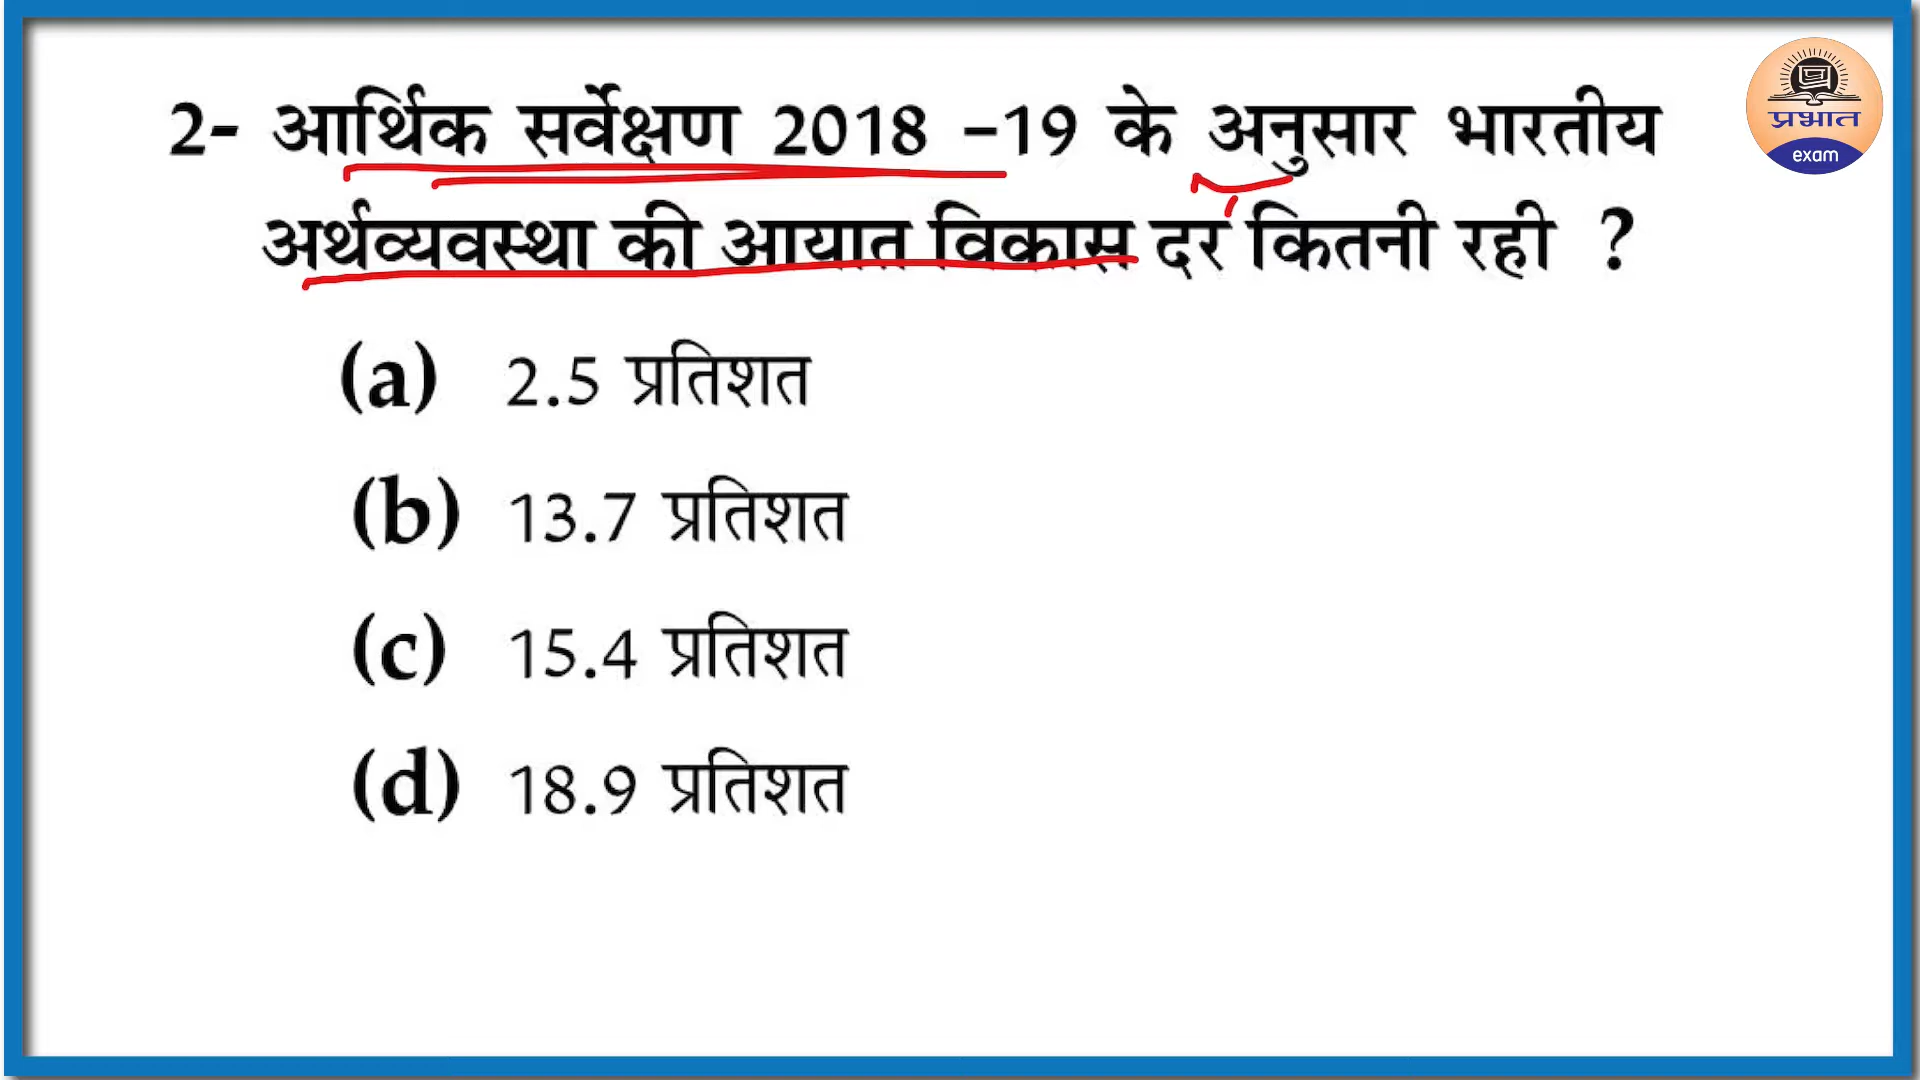 2- आर्थिक सर्वेक्षण 2018 –19 के अनुसार भारतीय
अर्थव्यवस्था की आयात विकास दर कितनी रही ?
(a) 2.5 प्रतिशत
(b) 13.7 प्रतिशत
(c) 15.4 प्रतिशत
(d) 18.9 प्रतिशत
प्रभात
exam